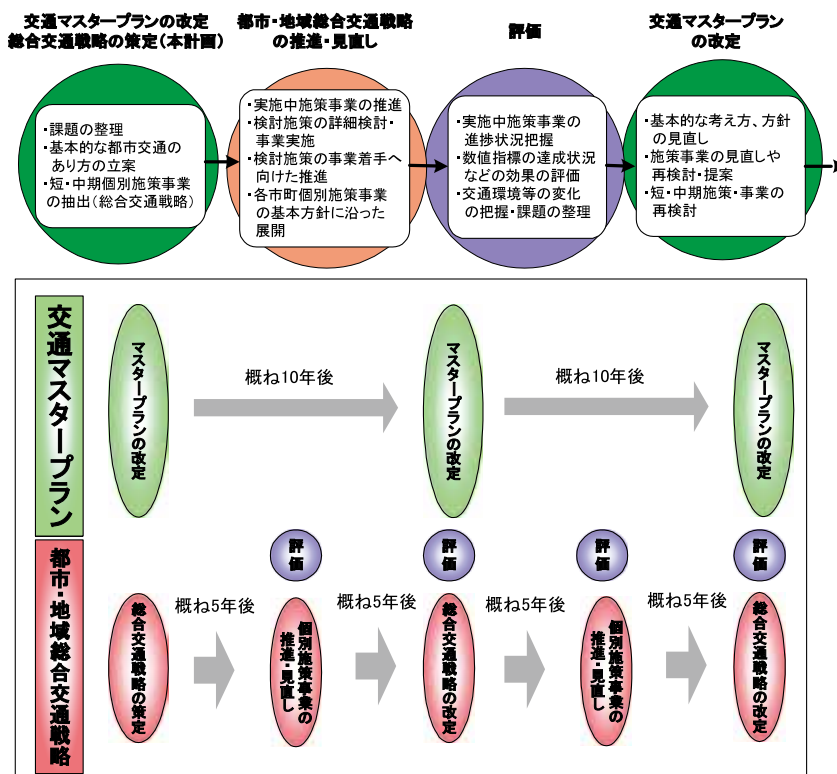 交通マスタープランの改定
総合交通戦略の策定(本計画)
・課題の整理
・基本的な都市交通の
あり方の立案
・短・中期個別施策事業
の抽出(総合交通戦略)
都市・地域総合交通戦略
の推進・見直し
・実施中施策事業の推進
・検討施策の詳細検討・
事業実施
・検討施策の事業着手へ
向けた推進
・各市町個別施策事業
の基本方針に沿った
展開
評価
・実施中施策事業の
進捗状況把握
・数値指標の達成状況
などの効果の評価
・交通環境等の変化
の把握・課題の整理
交通マスタープラン
の改定
・基本的な考え方、方針
の見直し
・施策事業の見直しや
再検討・提案
・短・中期施策・事業の
再検討
交通マスタープラン
マスタープランの改定
概ね10年後
マスタープランの改定
概ね10年後
マスタープランの改定
都市・地域総合交通戦略
評価
評価
評価
評価
総合交通戦略の策定
概ね5年後
個別施策事業の
推進・見直し
概ね5年後
総合交通戦略の改定
概ね5年後
個別施策事業の
推進・見直し
概ね5年後
総合交通戦略の改定